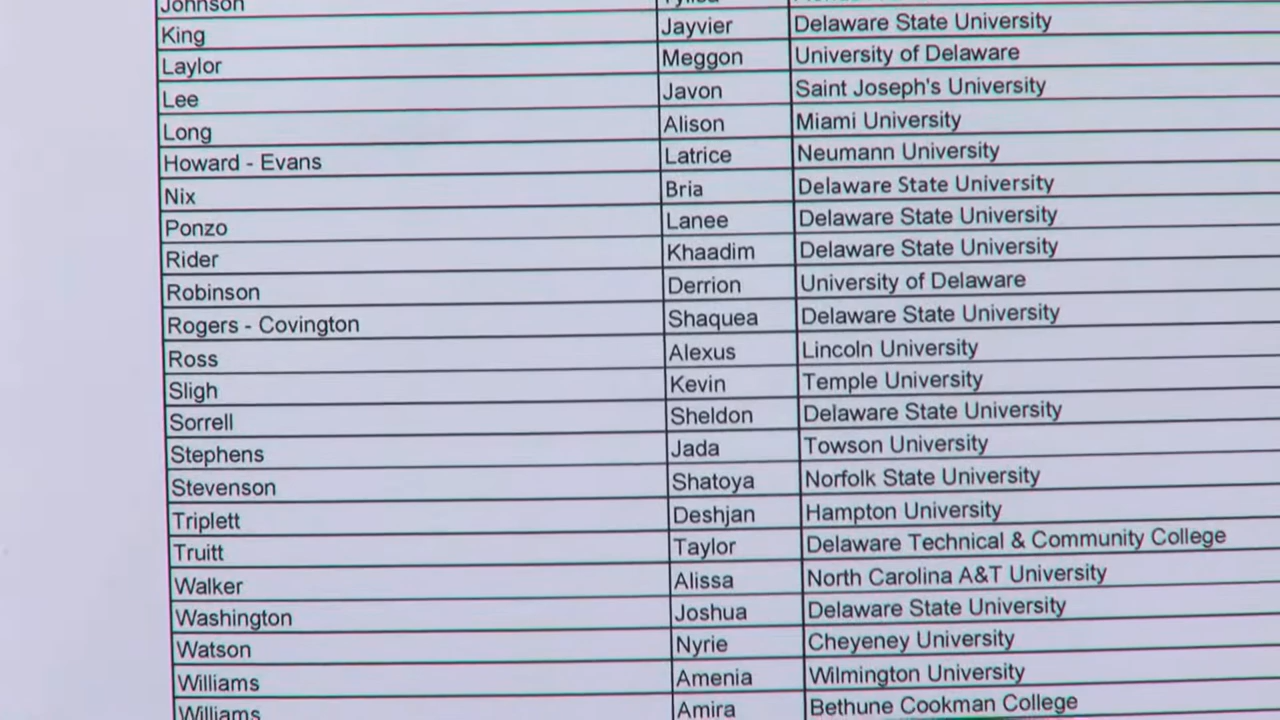 Johnson
King Jayvier Delaware State University
Laylor Meggon University of Delaware
Lee Javon Saint Joseph's University
Long Alison Miami University
Howard - Evans Latrice Neumann University
Nix Bria Delaware State University
Ponzo Lanee Delaware State University
Rider Khaadim Delaware State University
Robinson Derrion University of Delaware
Rogers - Covington Shaquea Delaware State University
Ross Alexus Lincoln University
Sligh Kevin Temple University
Sorrell Sheldon Delaware State University
Stephens Jada Towson University
Stevenson Shatoya Norfolk State University
Triplett Deshjan Hampton University
Truitt Taylor Delaware Technical & Community College
Walker Alissa North Carolina A&T University
Washington Joshua Delaware State University
Watson Nyrie Cheyeney University
Williams Amenia Wilmington University
Williams Amira Bethune Cookman College